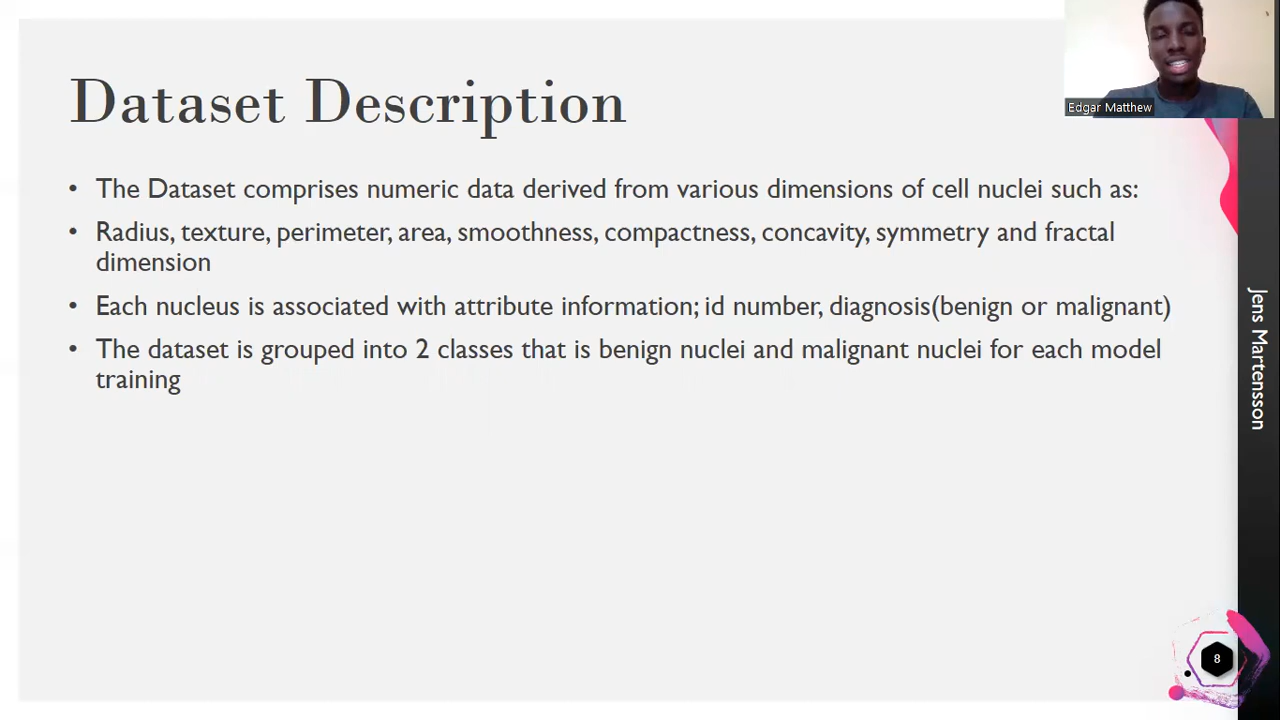 Dataset Description
Edgar Matthew
• The Dataset comprises numeric data derived from various dimensions of cell nuclei such as:
• Radius, texture, perimeter, area, smoothness, compactness, concavity, symmetry and fractal
dimension
• Each nucleus is associated with attribute information; id number, diagnosis(benign or malignant)
• The dataset is grouped into 2 classes that is benign nuclei and malignant nuclei for each model
training
Jens Martensson
8